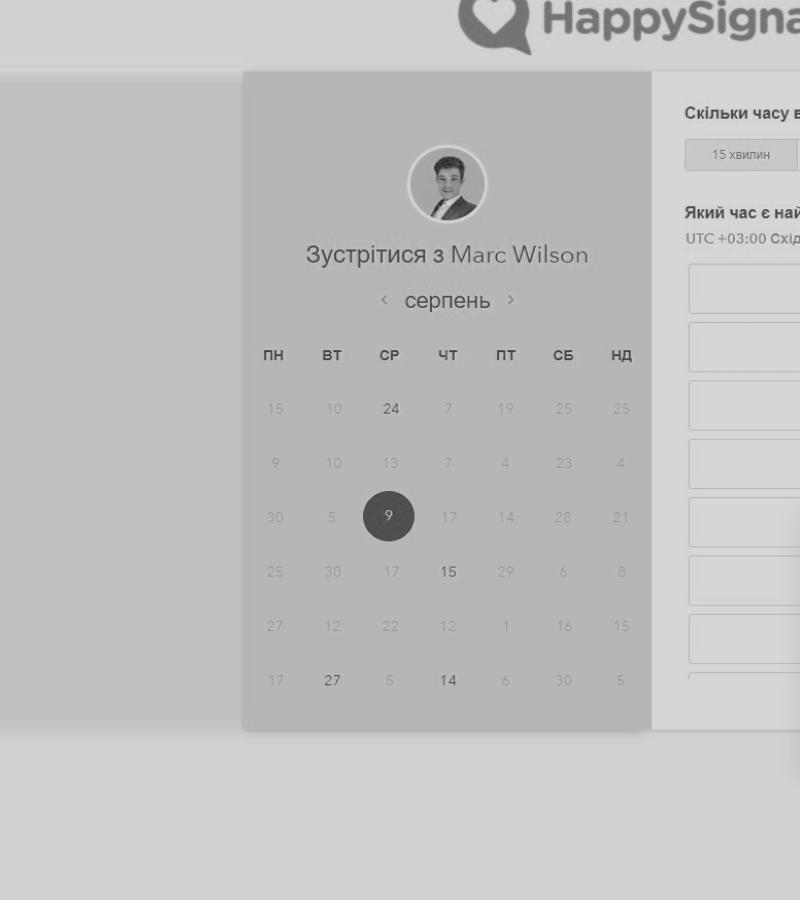 HappySigna
Зустрітися з Marc Wilson
серпень
ПН ВТ СР ЧТ ПТ СБ НД
15 10 24 7 19 25 25
9 10 13 7 4 23 4
30 5 9 17 14 28 21
25 30 17 15 29 6 8
27 12 22 12 1 16 15
17 27 5 14 6 30 5
Скільки часу в
15 хвилин
Який час є най
UTC +03:00 Схід